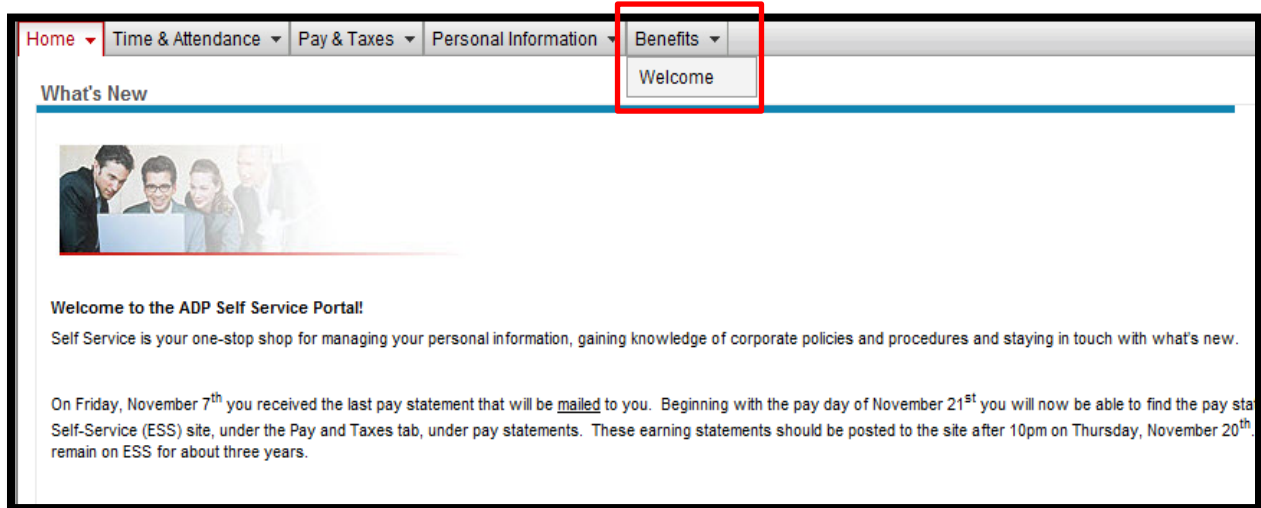 Home Time & Attendance Pay & Taxes Personal Information Benefits
Welcome
What's New
Welcome to the ADP Self Service Portal!
Self Service is your one-stop shop for managing your personal information, gaining knowledge of corporate policies and procedures and staying in touch with what's new.
On Friday, November 7th you received the last pay statement that will be mailed to you. Beginning with the pay day of November 21st you will now be able to find the pay
Self-Service (ESS) site, under the Pay and Taxes tab, under pay statements. These earning statements should be posted to the site after 10pm on Thursday, November 20th.
remain on ESS for about three years.